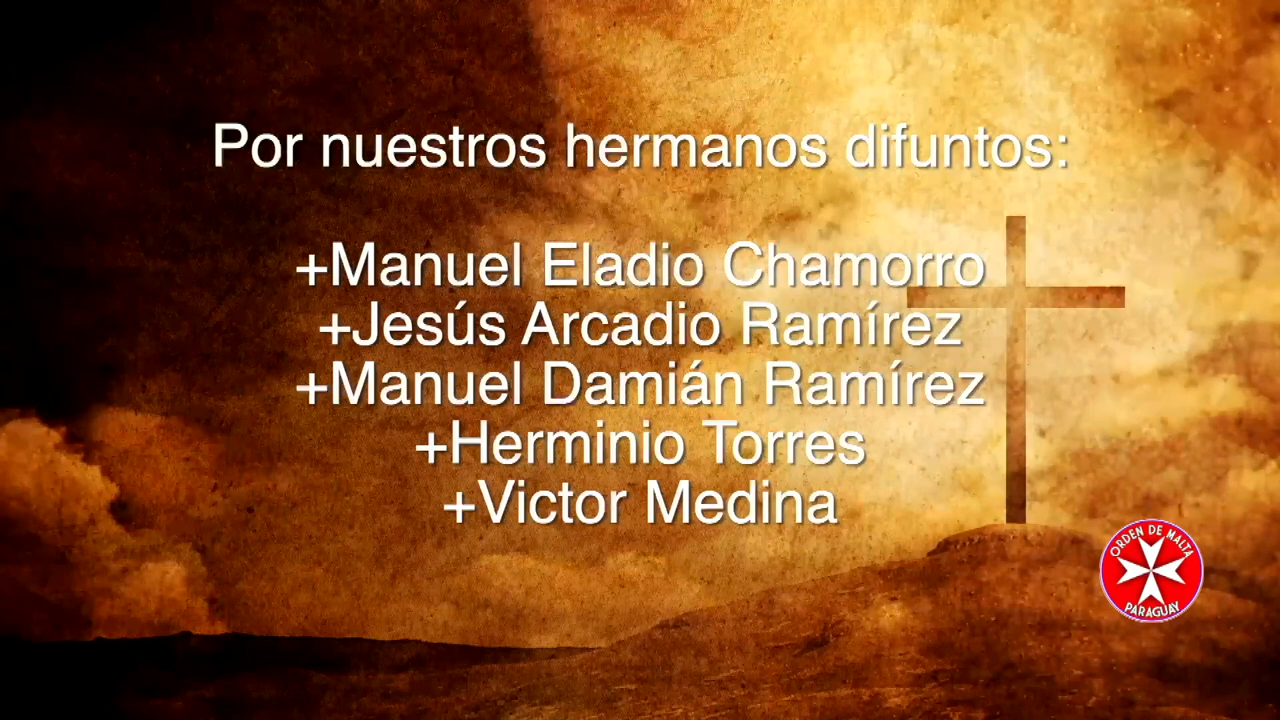 Por nuestros hermanos difuntos:
+Manuel Eladio Chamorro
+Jesús Arcadio Ramírez
+Manuel Damián Ramírez
+Herminio Torres
+Victor Medina
ORDEN DE MALTA
PARAGUAY